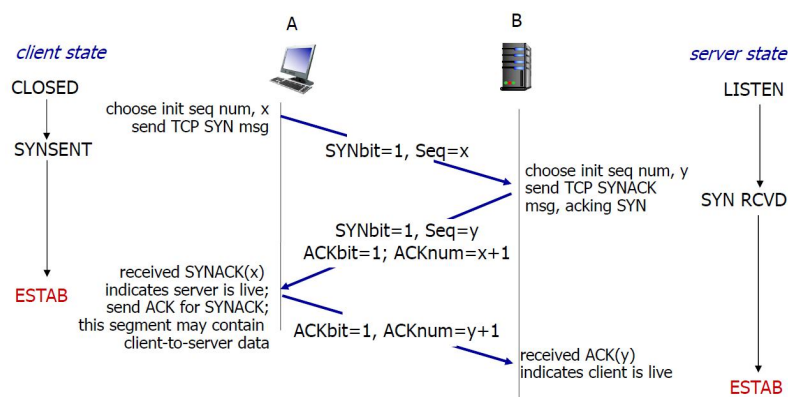 A
B
client state
server state
CLOSED
LISTEN
choose init seq num, x
send TCP SYN msg
SYNSENT
SYNbit=1, Seq=x
choose init seq num, y
send TCP SYNACK
msg, acking SYN
SYN RCVD
SYNbit=1, Seq=y
ACKbit=1; ACKnum=x+1
received SYNACK(x)
indicates server is live;
send ACK for SYNACK;
this segment may contain
client-to-server data
ESTAB
ACKbit=1, ACKnum=y+1
received ACK(y)
indicates client is live
ESTAB